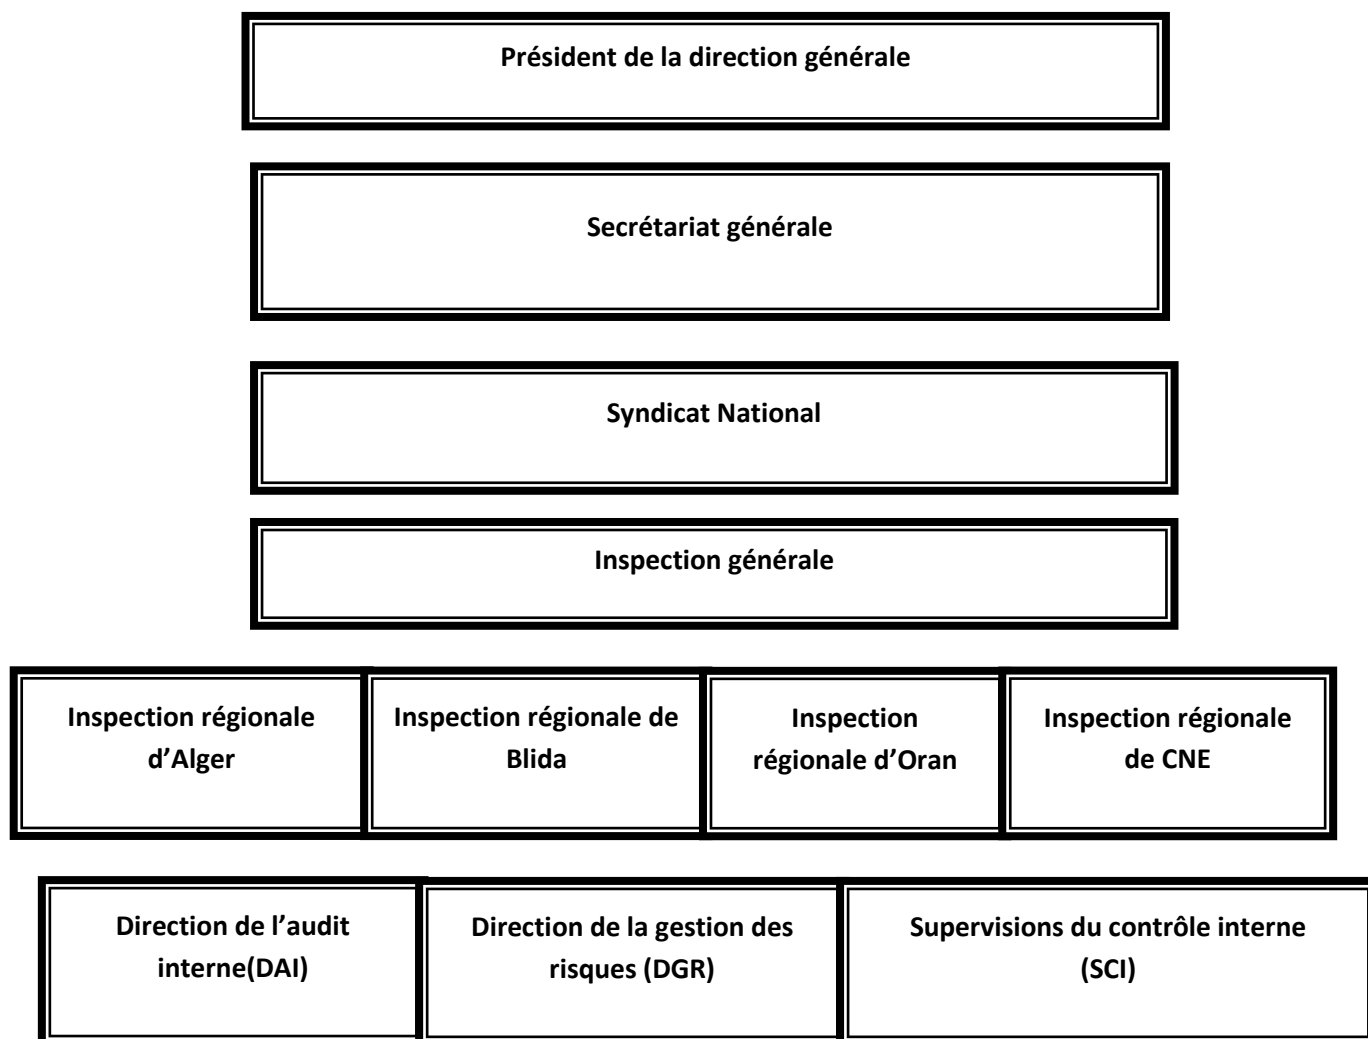 Président de la direction générale
Secrétariat générale
Syndicat National
Inspection générale
Inspection régionale
d’Alger
Inspection régionale de
Blida
Inspection
régionale d’Oran
Inspection régionale
de CNE
Direction de l’audit
interne(DAI)
Direction de la gestion des
risques (DGR)
Supervisions du contrôle interne
(SCI)